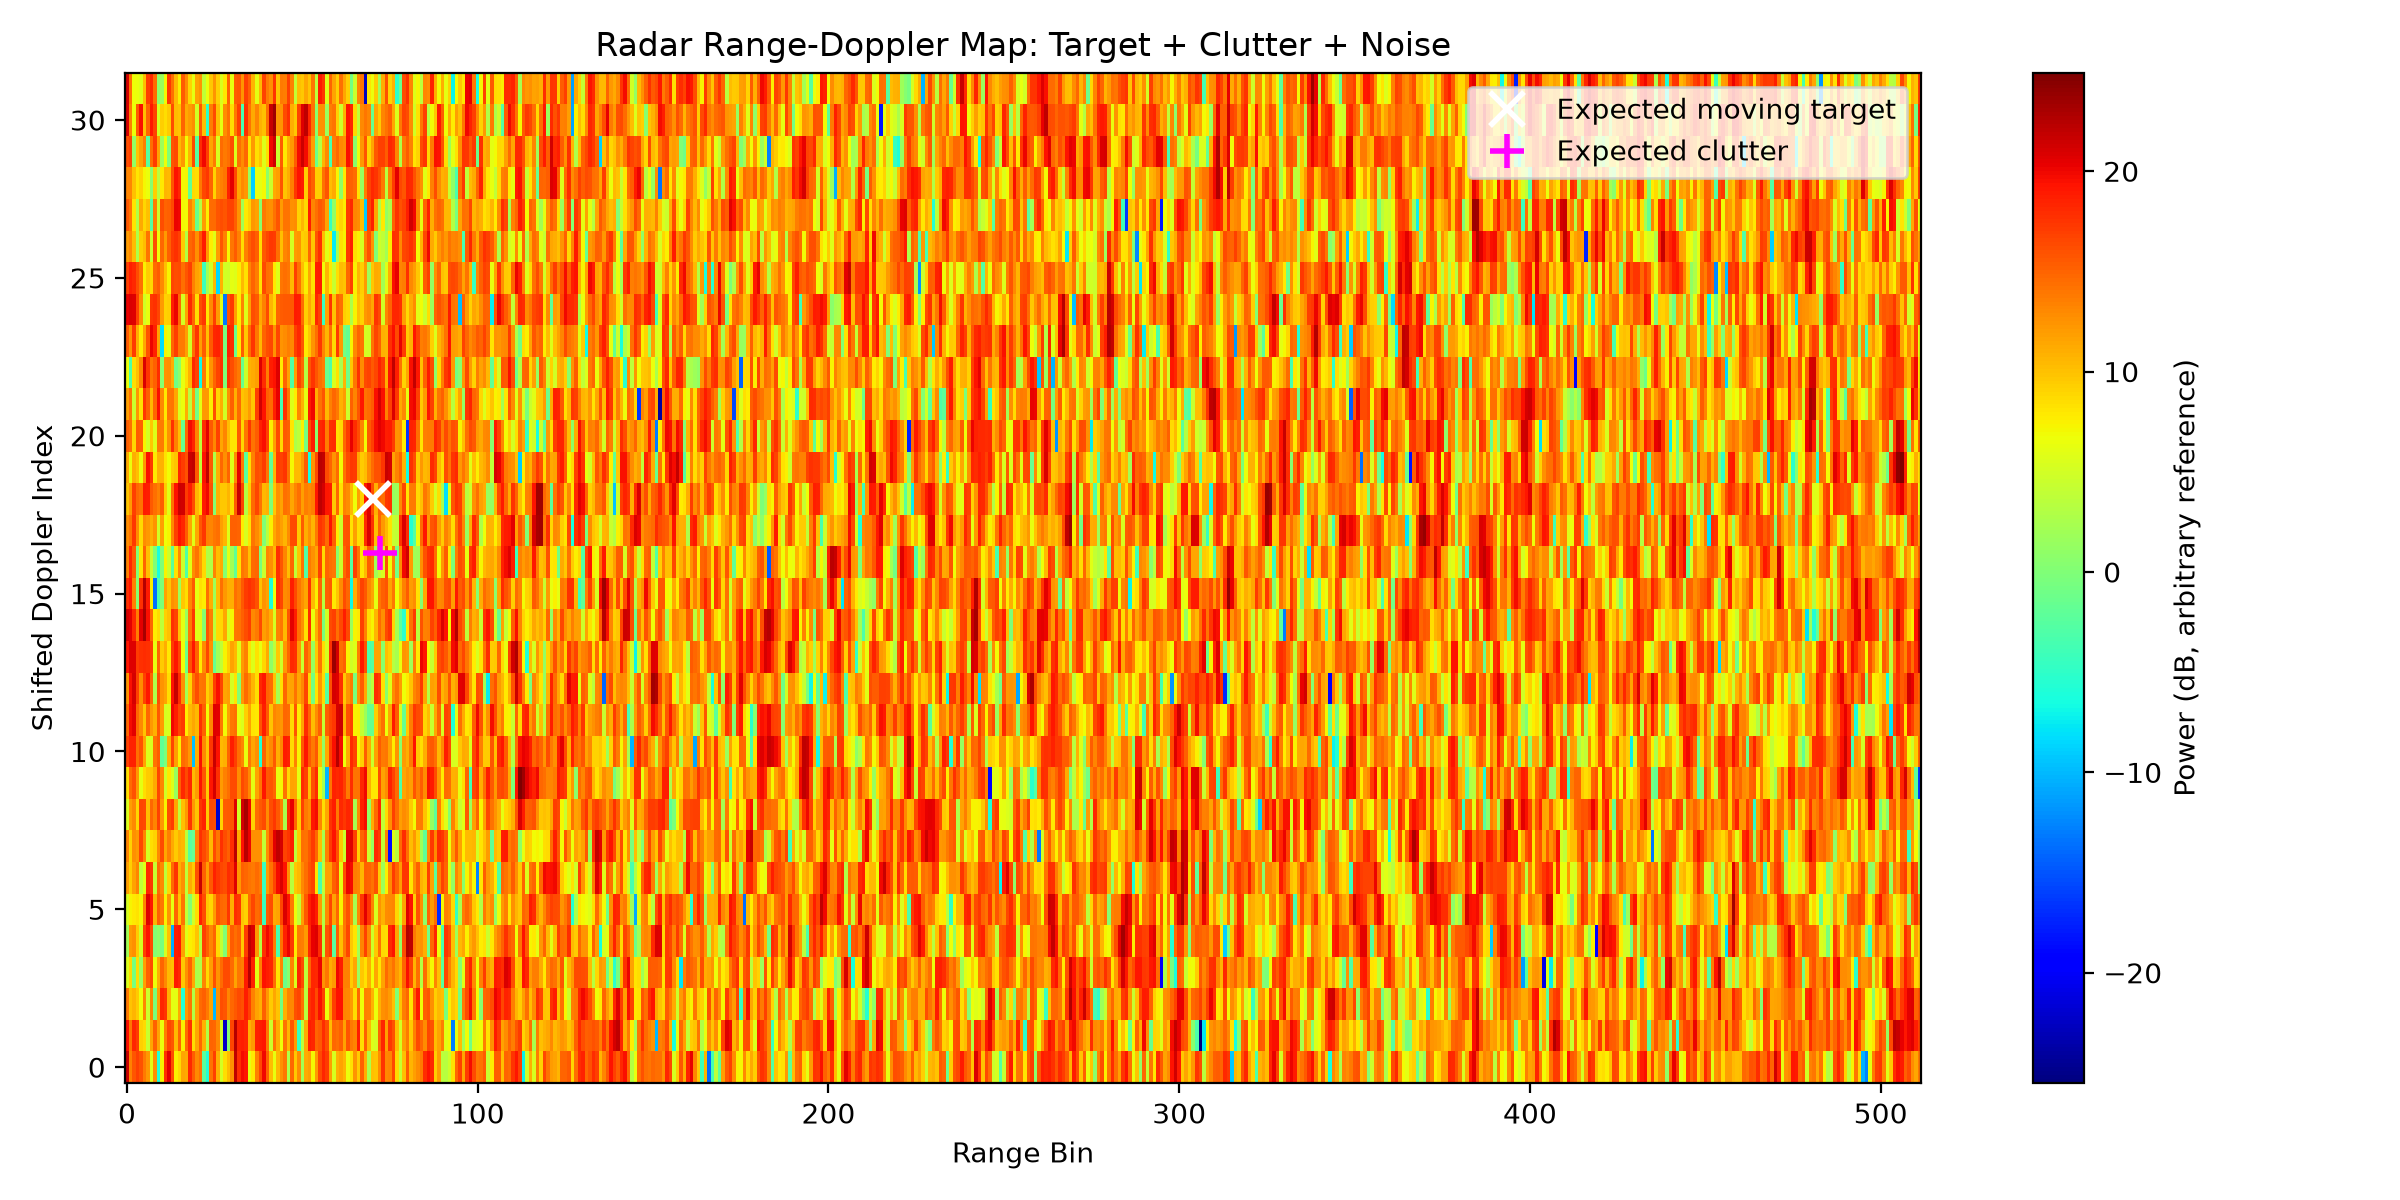 Radar Range-Doppler Map: Target + Clutter + Noise
Expected moving target
Expected clutter
Shifted Doppler Index
30
25
20
15
10
5
0
0 100 200 300 400 500
Range Bin
20
10
0
−10
−20
Power (dB, arbitrary reference)